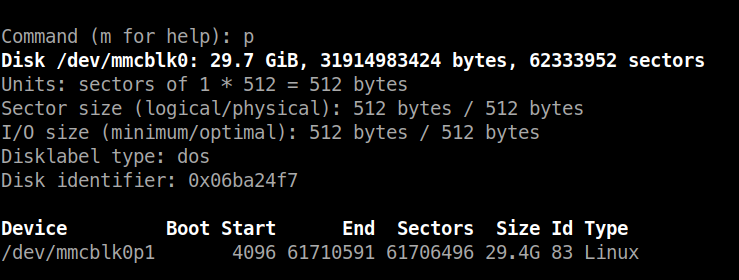 Command (m for help): p
Disk /dev/mmcblk0: 29.7 GiB, 31914983424 bytes, 62333952 sectors
Units: sectors of 1 * 512 = 512 bytes
Sector size (logical/physical): 512 bytes / 512 bytes
I/O size (minimum/optimal): 512 bytes / 512 bytes
Disklabel type: dos
Disk identifier: 0x06ba24f7
Device Boot Start End Sectors Size Id Type
/dev/mmcblk0p1 4096 61710591 61706496 29.4G 83 Linux